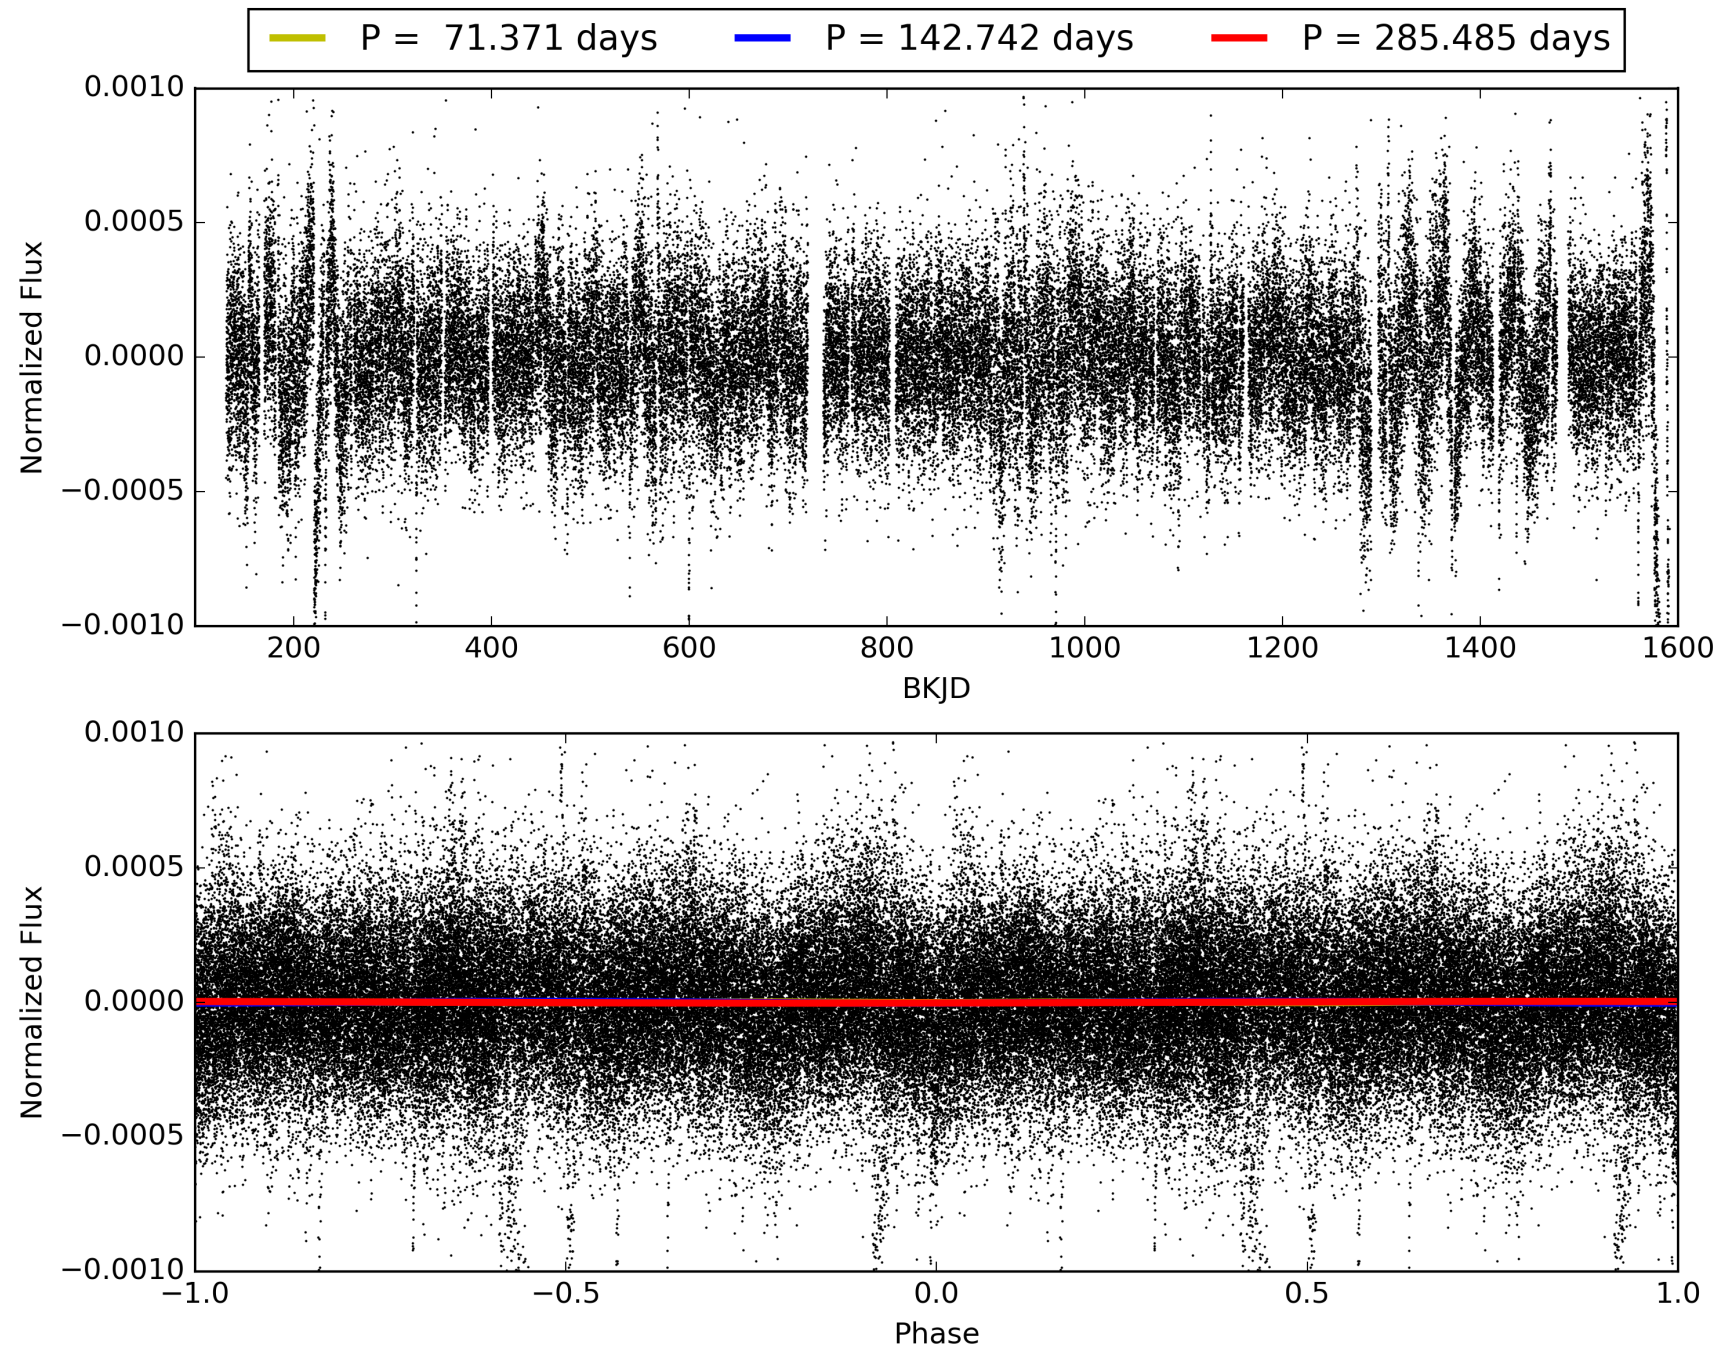 P = 71.371 days P = 142.742 days P = 285.485 days
0.0010
0.0005
0.0000
−0.0005
−0.0010
Normalized Flux
200 400 600 800 1000 1200 1400 1600
BKJD
0.0010
0.0005
0.0000
−0.0005
−0.0010
Normalized Flux
−1.0 −0.5 0.0 0.5 1.0
Phase